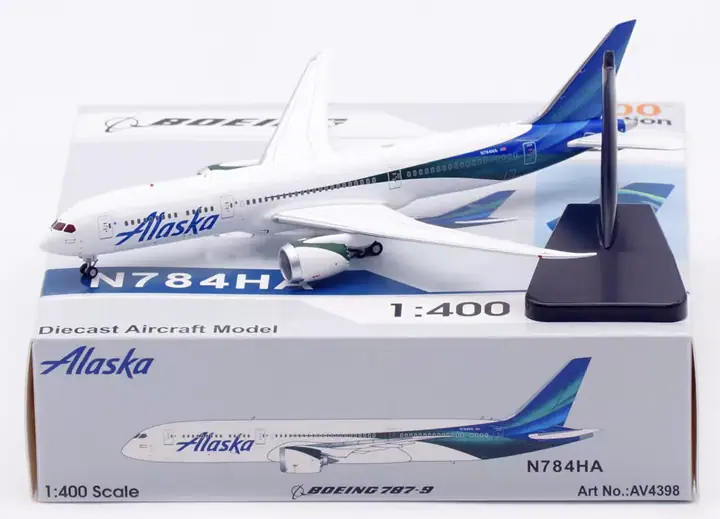 BOEING
Alaska
N784HA
N784HA
1:400
Diecast Aircraft Model
Alaska
Alaska
N784HA
1:400 Scale
BOEING 787-9
Art No.:AV4398